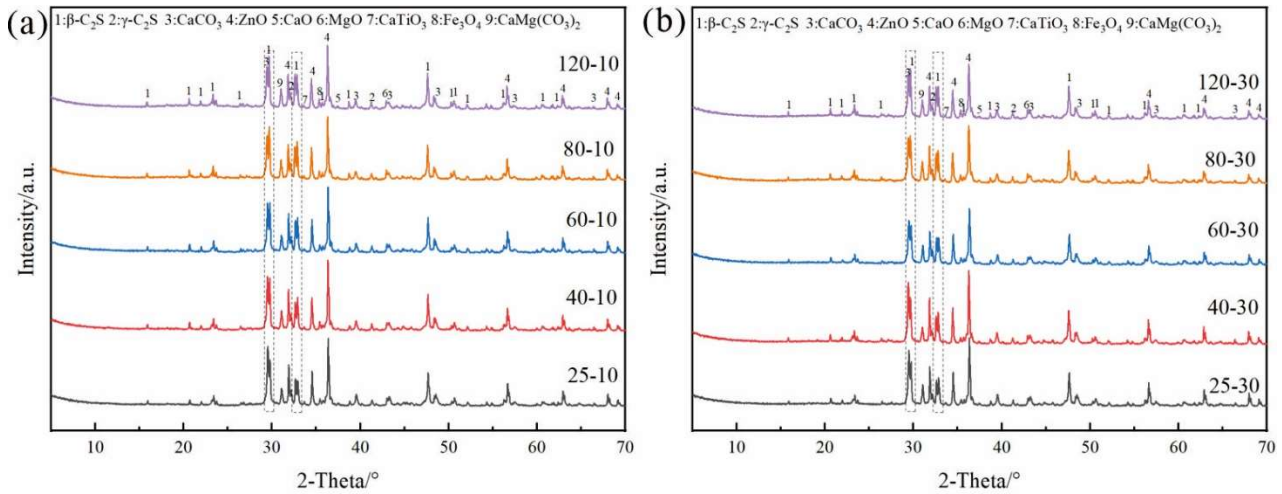 (a)
1:β-C₂S 2:γ-C₂S 3:CaCO₃ 4:ZnO 5:CaO 6:MgO 7:CaTiO₃ 8:Fe₃O₄ 9:CaMg(CO₃)₂
120-10
80-10
60-10
40-10
25-10
Intensity/a.u.
10 20 30 40 50 60 70
2-Theta/°
(b)
1:β-C₂S 2:γ-C₂S 3:CaCO₃ 4:ZnO 5:CaO 6:MgO 7:CaTiO₃ 8:Fe₃O₄ 9:CaMg(CO₃)₂
120-30
80-30
60-30
40-30
25-30
Intensity/a.u.
10 20 30 40 50 60 70
2-Theta/°